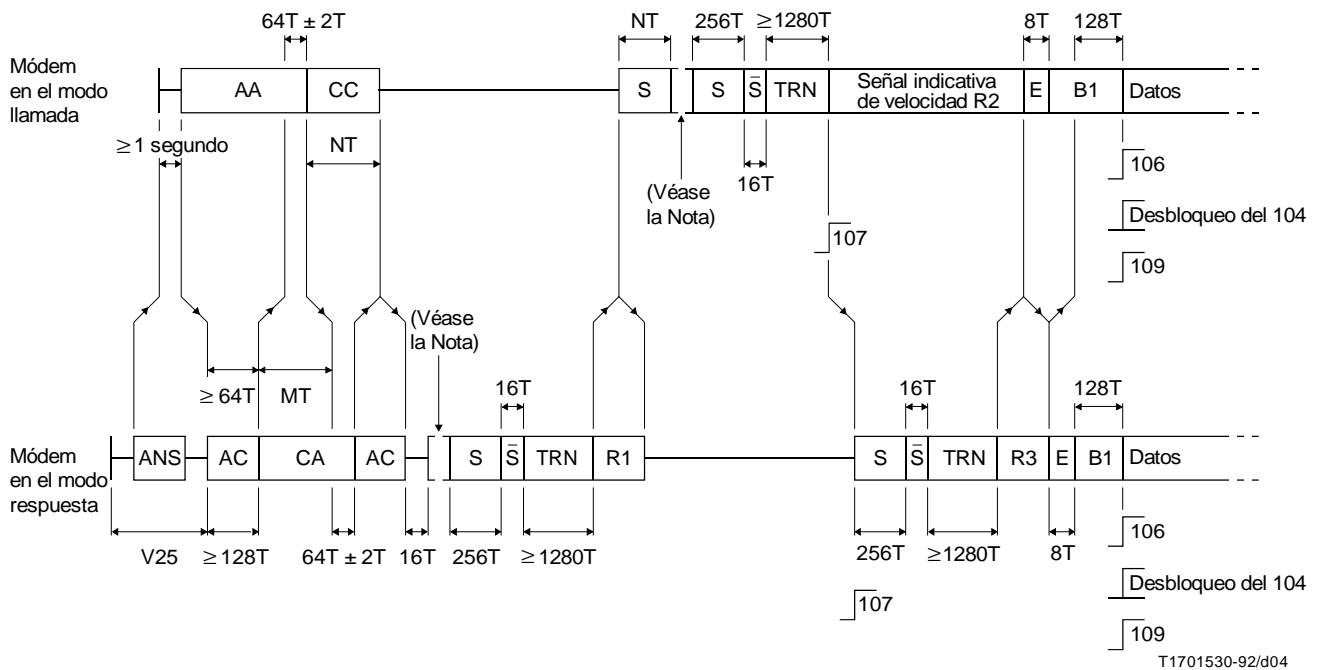 64T ± 2T
NT
256T
≥1280T
8T
128T
Módem
en el modo
llamada
AA
CC
S
S
S̄
TRN
Señal indicativa
de velocidad R2
E
B1
Datos
≥1 segundo
NT
(Véase
la Nota)
16T
106
107
Desbloqueo del 104
109
(Véase
la Nota)
≥ 64T
MT
16T
16T
128T
Módem
en el modo
respuesta
ANS
AC
CA
AC
S
S̄
TRN
R1
S
S̄
TRN
R3
E
B1
Datos
V25
≥128T
64T ± 2T
16T
256T
≥1280T
256T
≥1280T
8T
106
107
Desbloqueo del 104
109
T1701530-92/d04